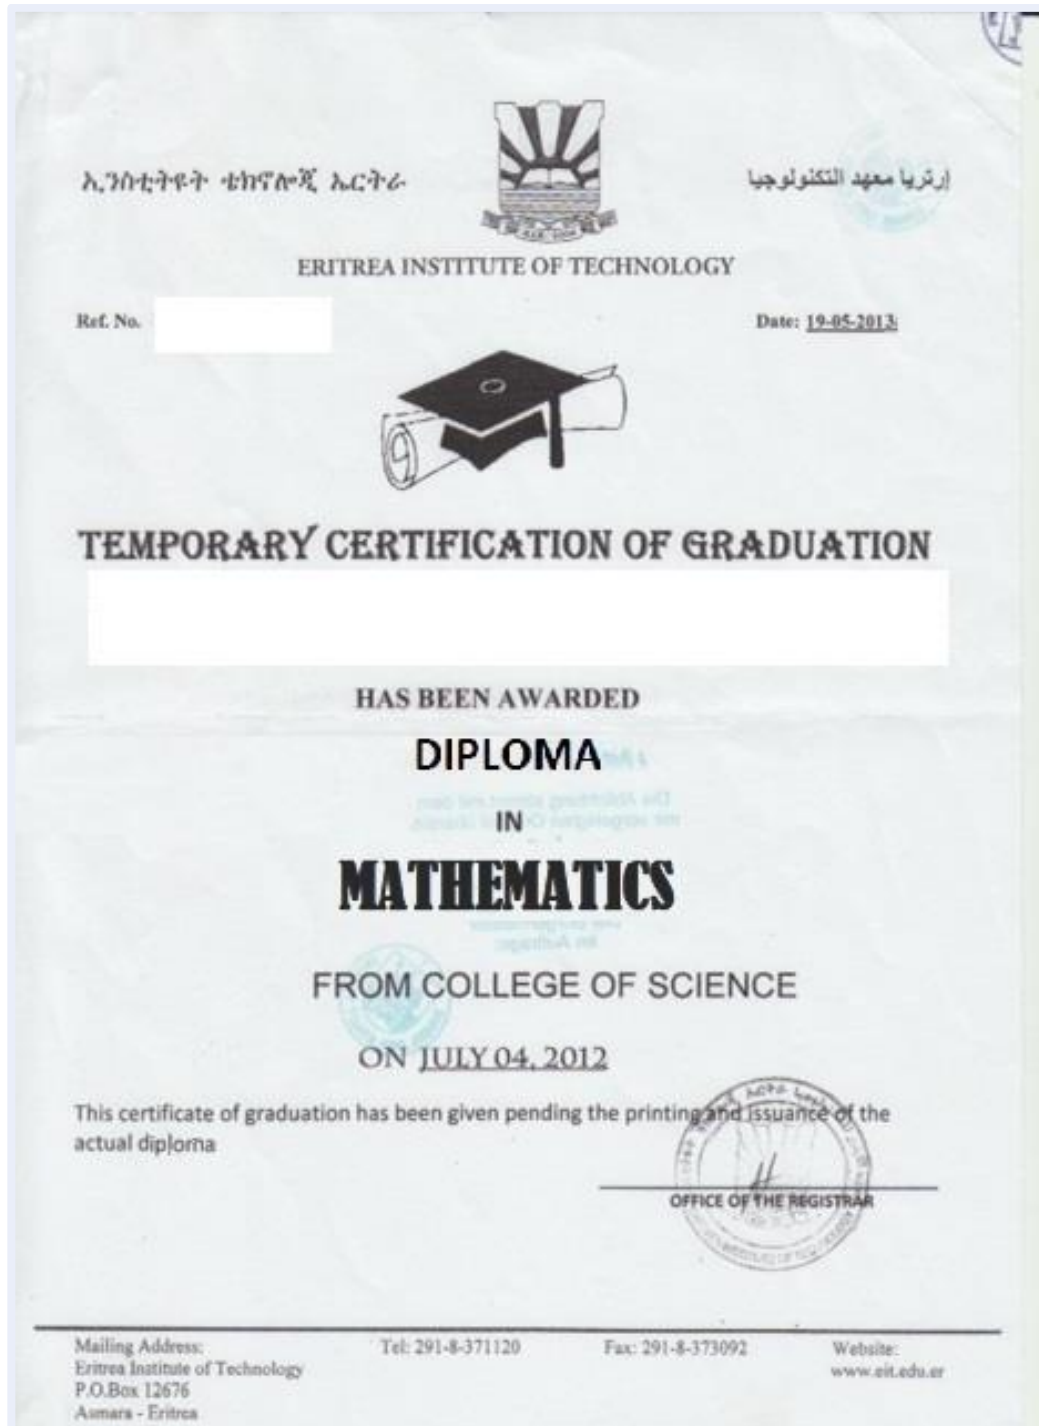 ኢንስቲትዩት ቴክኖሎጂ ኤርትራ
إرتريا معهد التكنولوجيا
ERITREA INSTITUTE OF TECHNOLOGY
Ref. No.
Date: 19-05-2013
TEMPORARY CERTIFICATION OF GRADUATION
HAS BEEN AWARDED
DIPLOMA
IN
MATHEMATICS
FROM COLLEGE OF SCIENCE
ON JULY 04, 2012
This certificate of graduation has been given pending the printing and issuance of the
actual diploma
OFFICE OF THE REGISTRAR
Mailing Address: Tel: 291-8-371120 Fax: 291-8-373092 Website:
Eritrea Institute of Technology www.eit.edu.er
P.O.Box 12676
Asmara - Eritrea